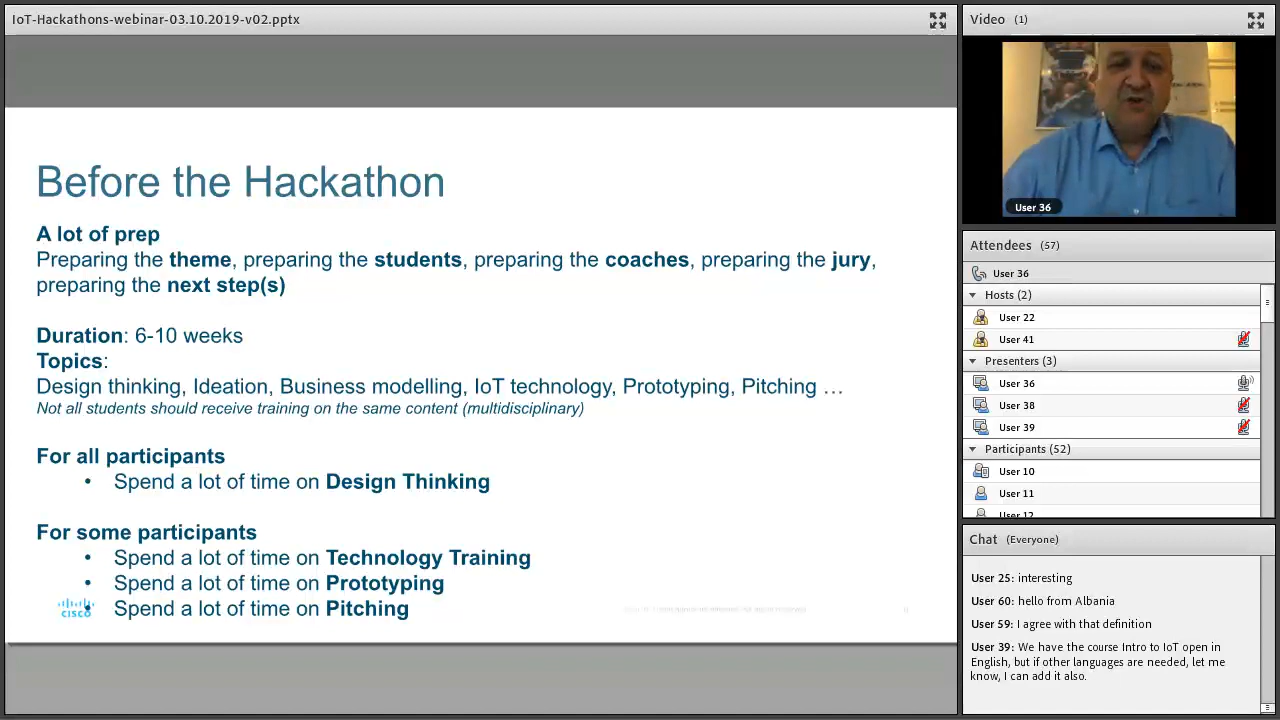 IoT-Hackathons-webinar-03.10.2019-v02.pptx
Before the Hackathon
A lot of prep
Preparing the theme, preparing the students, preparing the coaches, preparing the jury,
preparing the next step(s)
Duration: 6-10 weeks
Topics:
Design thinking, Ideation, Business modelling, IoT technology, Prototyping, Pitching …
Not all students should receive training on the same content (multidisciplinary)
For all participants
• Spend a lot of time on Design Thinking
For some participants
• Spend a lot of time on Technology Training
• Spend a lot of time on Prototyping
• Spend a lot of time on Pitching
CISCO
Video (1)
User 36
Attendees (57)
User 36
Hosts (2)
User 22
User 41
Presenters (3)
User 36
User 38
User 39
Participants (52)
User 10
User 11
User 12
Chat (Everyone)
User 25: interesting
User 60: hello from Albania
User 59: I agree with that definition
User 39: We have the course Intro to IoT open in
English, but if other languages are needed, let me
know, I can add it also.